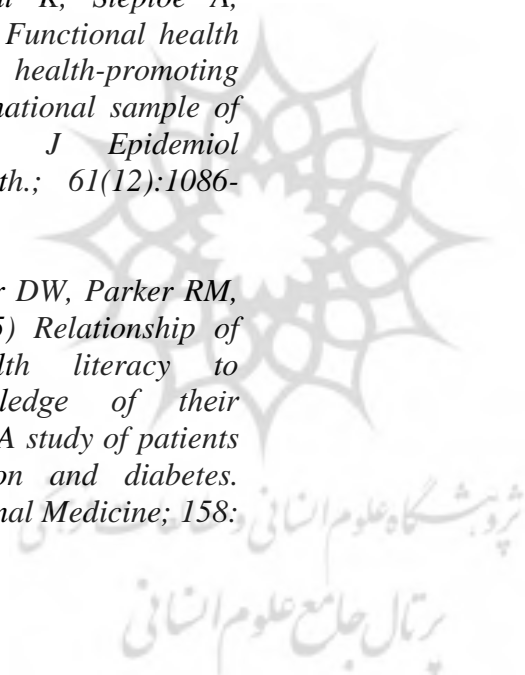 al K, Steptoe A,
Functional health
health-promoting
national sample of
J Epidemiol
th.; 61(12):1086-
r DW, Parker RM,
5) Relationship of
lth literacy to
ledge of their
A study of patients
on and diabetes.
nal Medicine; 158:
پژوهشگاه علوم انسانی و مطالعات فرهنگی
پرتال جامع علوم انسانی